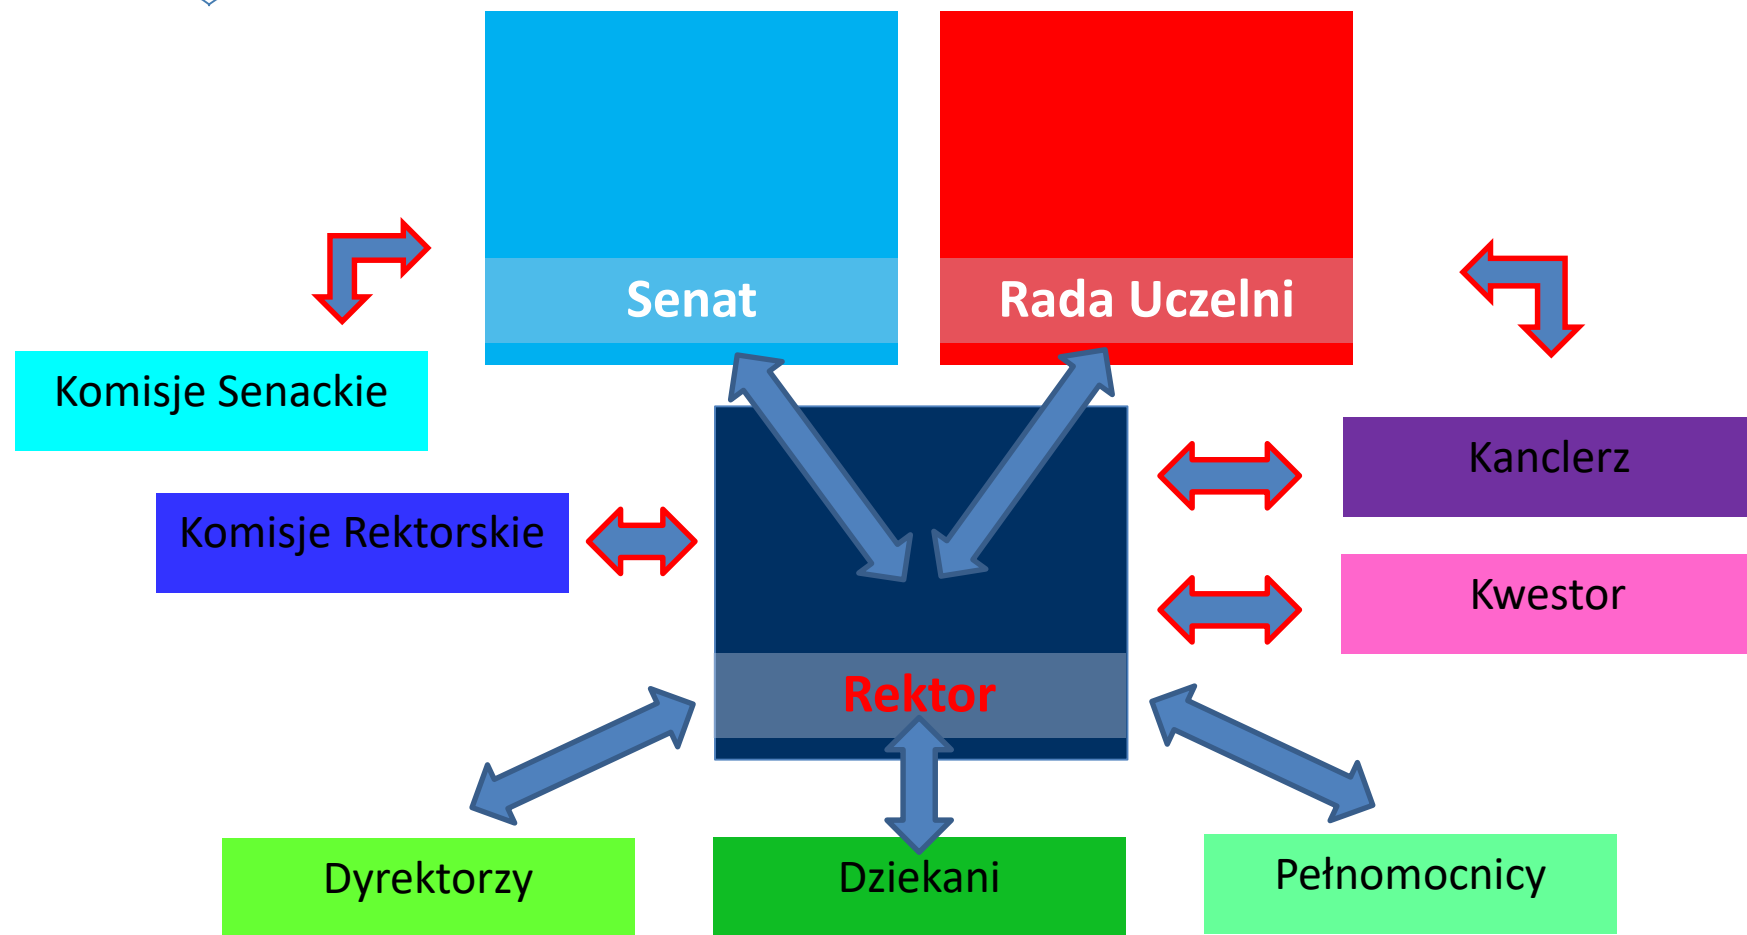 Senat
Rada Uczelni
Komisje Senackie
Kanclerz
Komisje Rektorskie
Kwestor
Rektor
Dyrektorzy
Dziekani
Pełnomocnicy